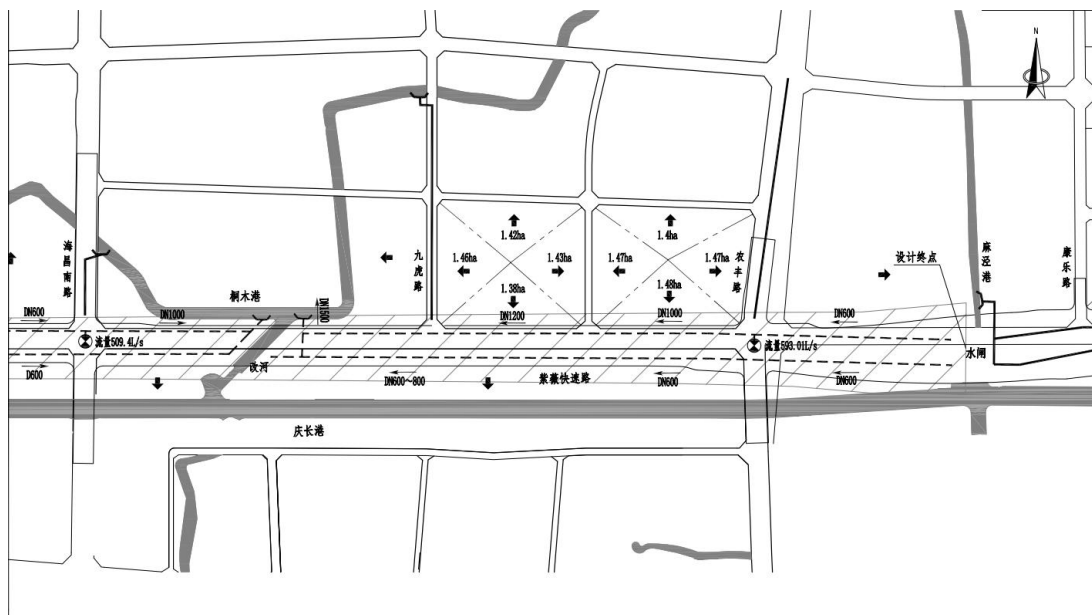 N
1.42ha
1.46ha
1.43ha
1.38ha
1.4ha
1.47ha
1.47ha
1.48ha
海昌南路
九虎路
农丰路
麻泾港
康乐路
设计终点
桐木港
DN600
DN1000
DN1500
DN1200
DN1000
DN600
流量509.4L/s
流量593.01L/s
水闸
改河
D600
DN600~800
紫薇快速路
DN600
DN600
庆长港